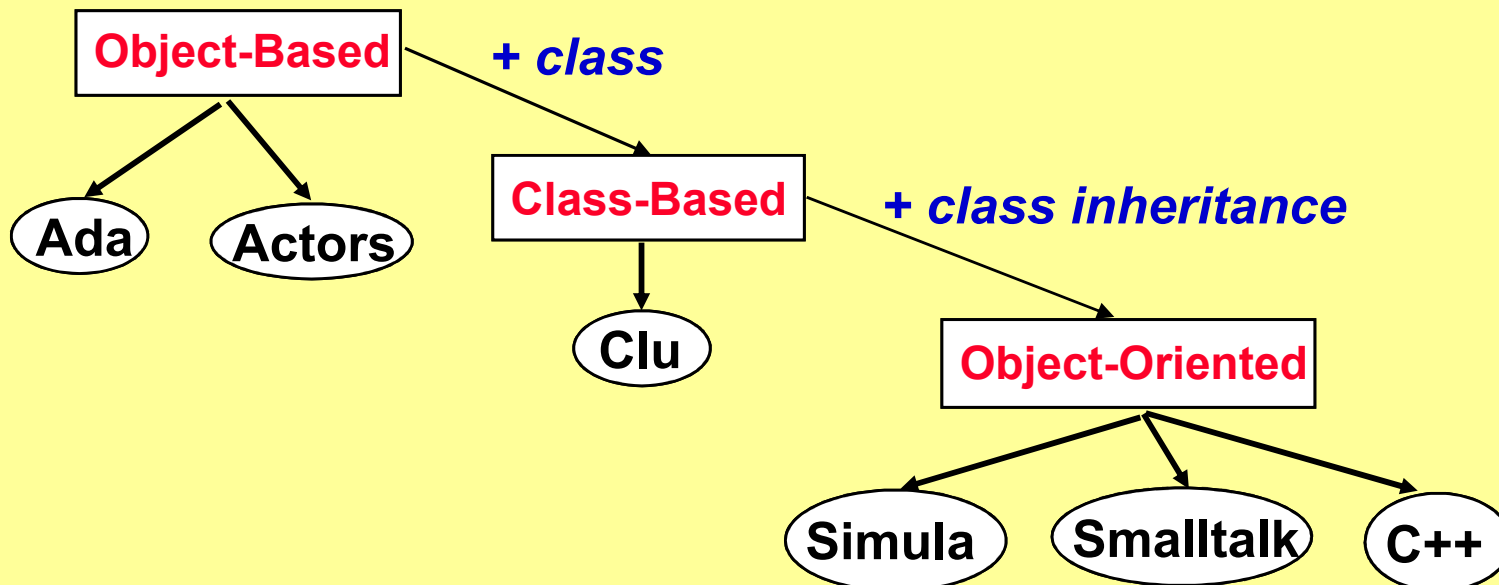 Object-Based
+ class
Ada
Actors
Class-Based
+ class inheritance
Clu
Object-Oriented
Simula
Smalltalk
C++